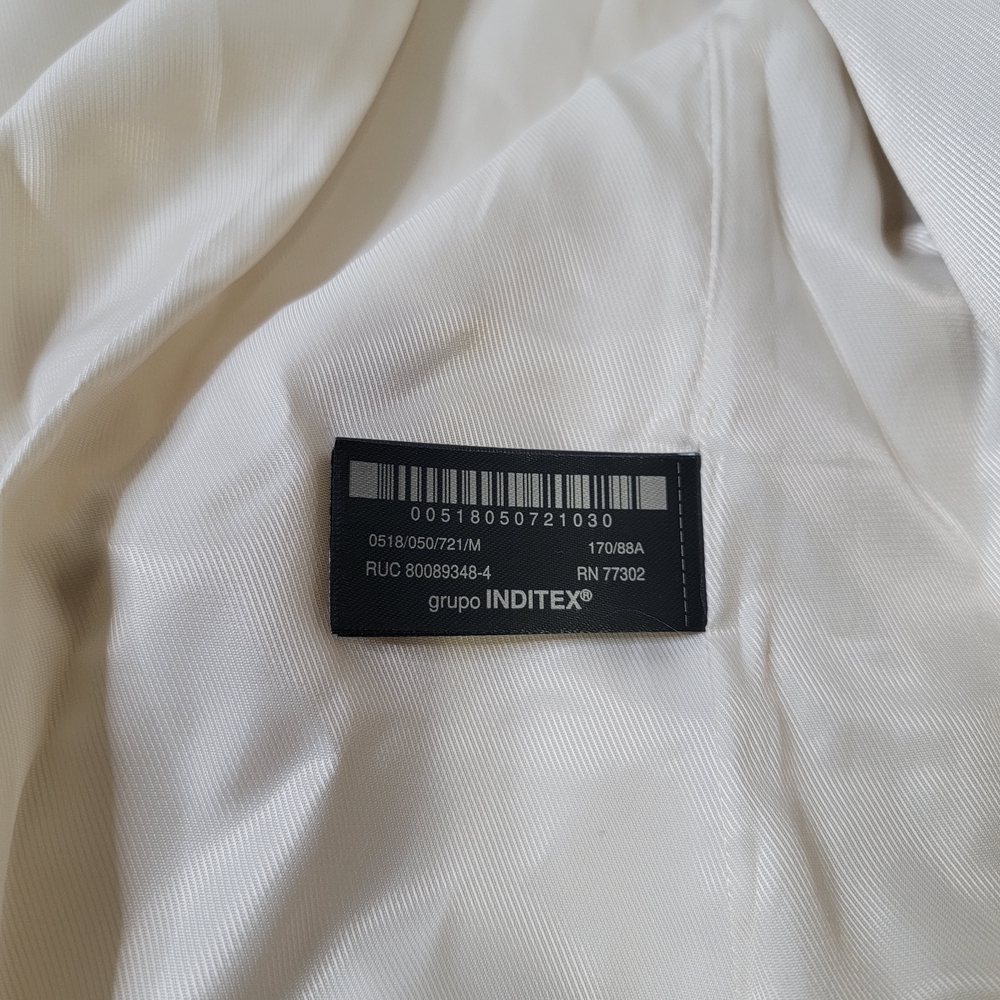 00518050721030
0518/050/721/M 170/88A
RUC 80089348-4 RN 77302
grupo INDITEX®